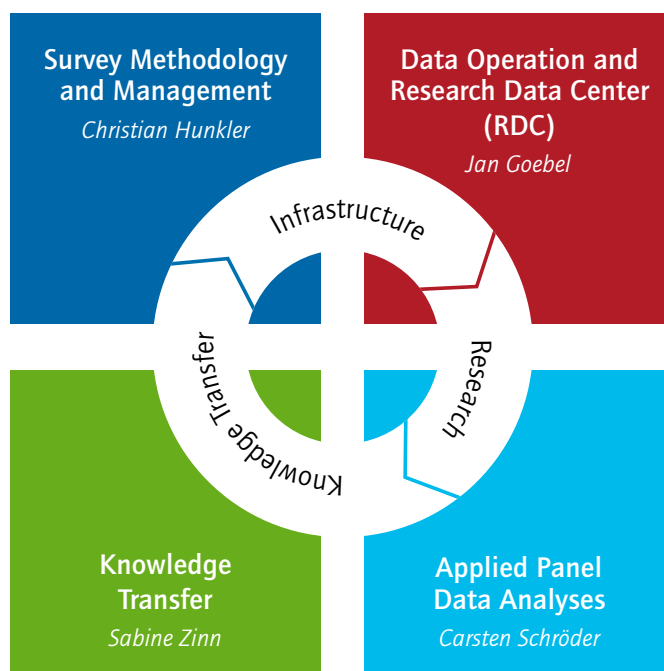 Survey Methodology
and Management
Christian Hunkler
Data Operation and
Research Data Center
(RDC)
Jan Goebel
Infrastructure
Research
Knowledge Transfer
Knowledge
Transfer
Sabine Zinn
Applied Panel
Data Analyses
Carsten Schröder